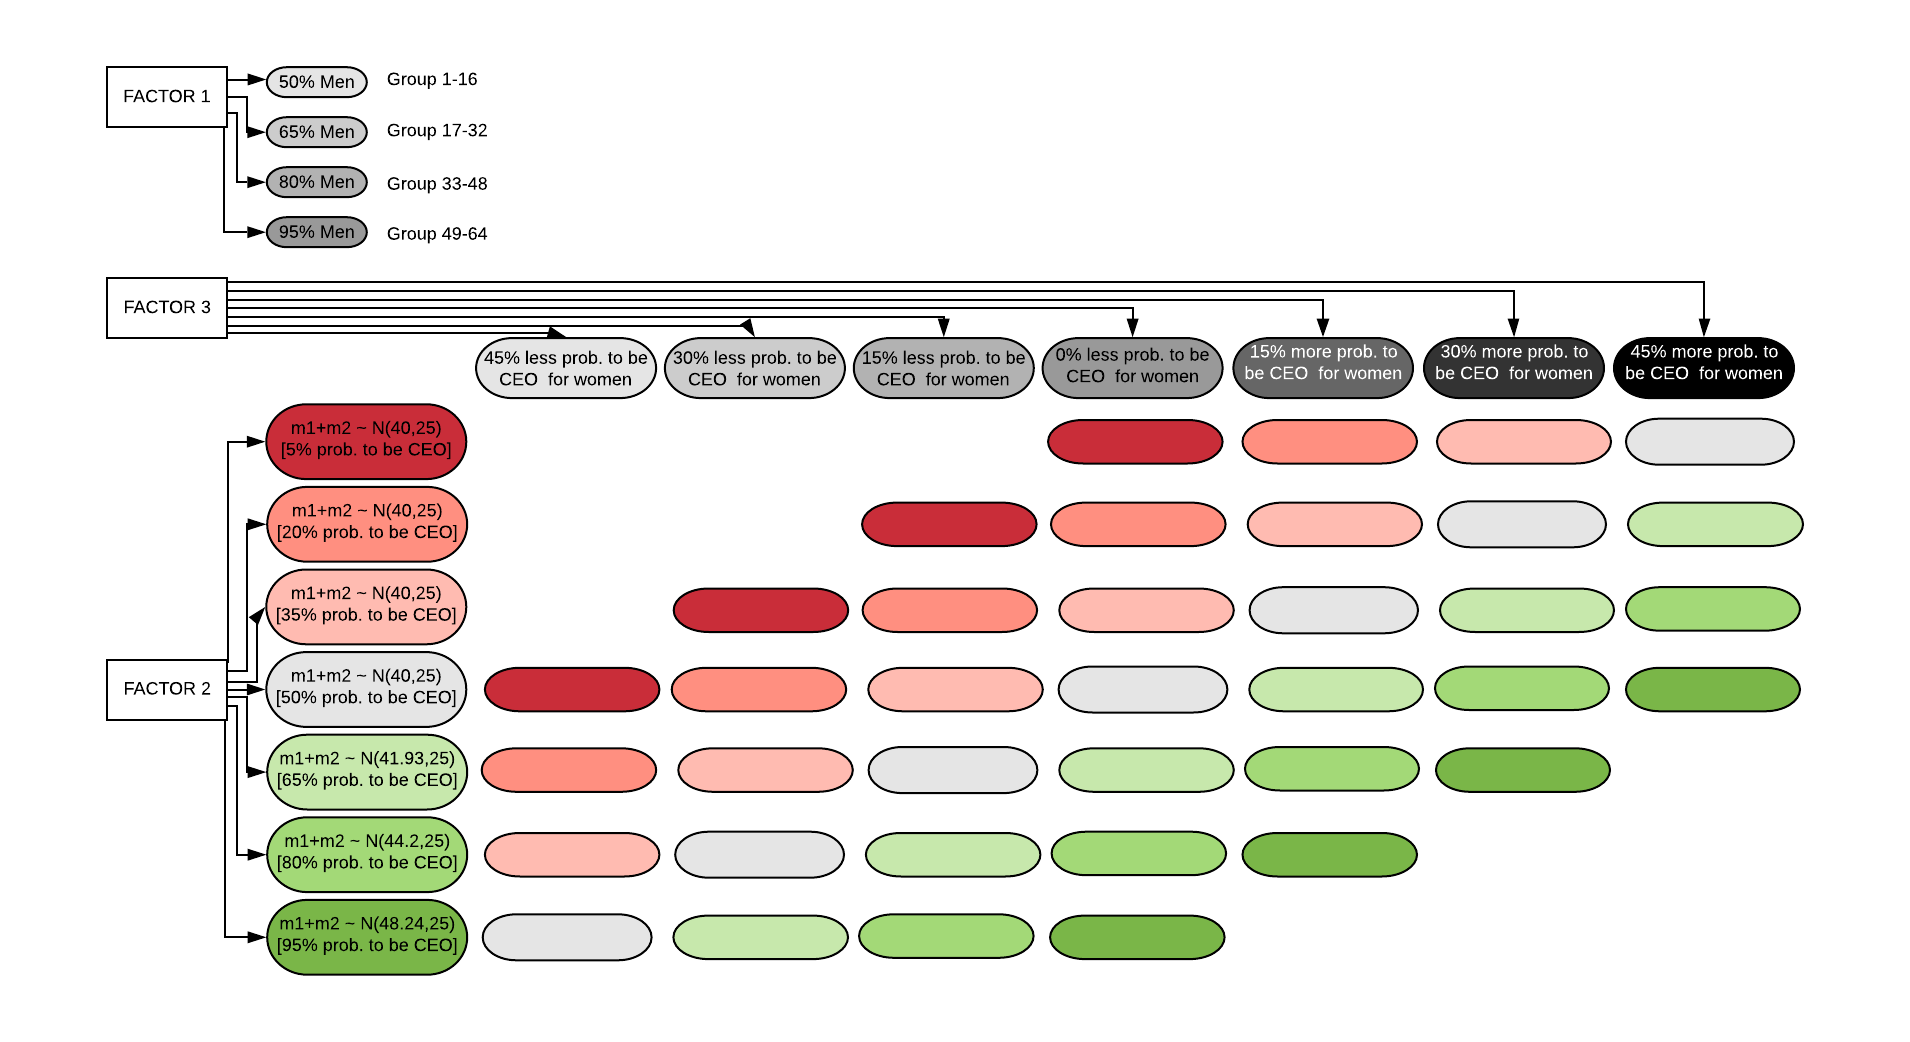 FACTOR 1
50% Men
Group 1-16
65% Men
Group 17-32
80% Men
Group 33-48
95% Men
Group 49-64
FACTOR 3
45% less prob. to be
CEO for women
30% less prob. to be
CEO for women
15% less prob. to be
CEO for women
0% less prob. to be
CEO for women
15% more prob. to
be CEO for women
30% more prob. to
be CEO for women
45% more prob. to
be CEO for women
FACTOR 2
m1+m2 ~ N(40,25)
[5% prob. to be CEO]
m1+m2 ~ N(40,25)
[20% prob. to be CEO]
m1+m2 ~ N(40,25)
[35% prob. to be CEO]
m1+m2 ~ N(40,25)
[50% prob. to be CEO]
m1+m2 ~ N(41.93,25)
[65% prob. to be CEO]
m1+m2 ~ N(44.2,25)
[80% prob. to be CEO]
m1+m2 ~ N(48.24,25)
[95% prob. to be CEO]